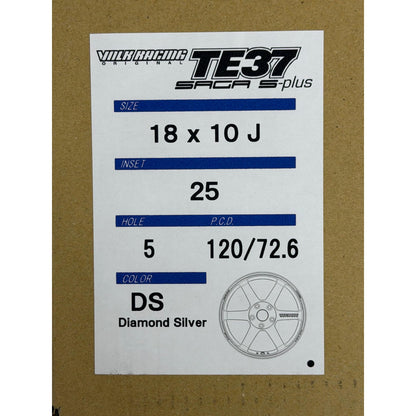 VOLK RACING TE37
ORIGINAL SAGA S-plus
SIZE
18 x 10 J
INSET
25
HOLE P.C.D.
5 120/72.6
COLOR
DS
Diamond Silver